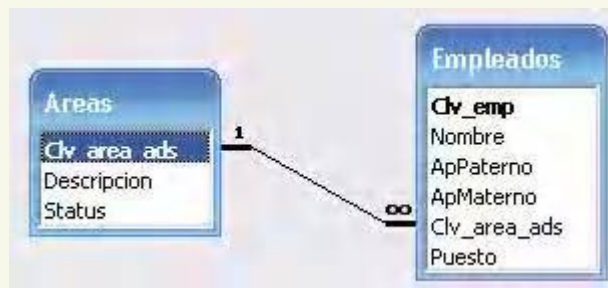 Areas
Clv_area_ads
Descripcion
Status
1
∞
Empleados
Clv_emp
Nombre
ApPaterno
ApMaterno
Clv_area_ads
Puesto